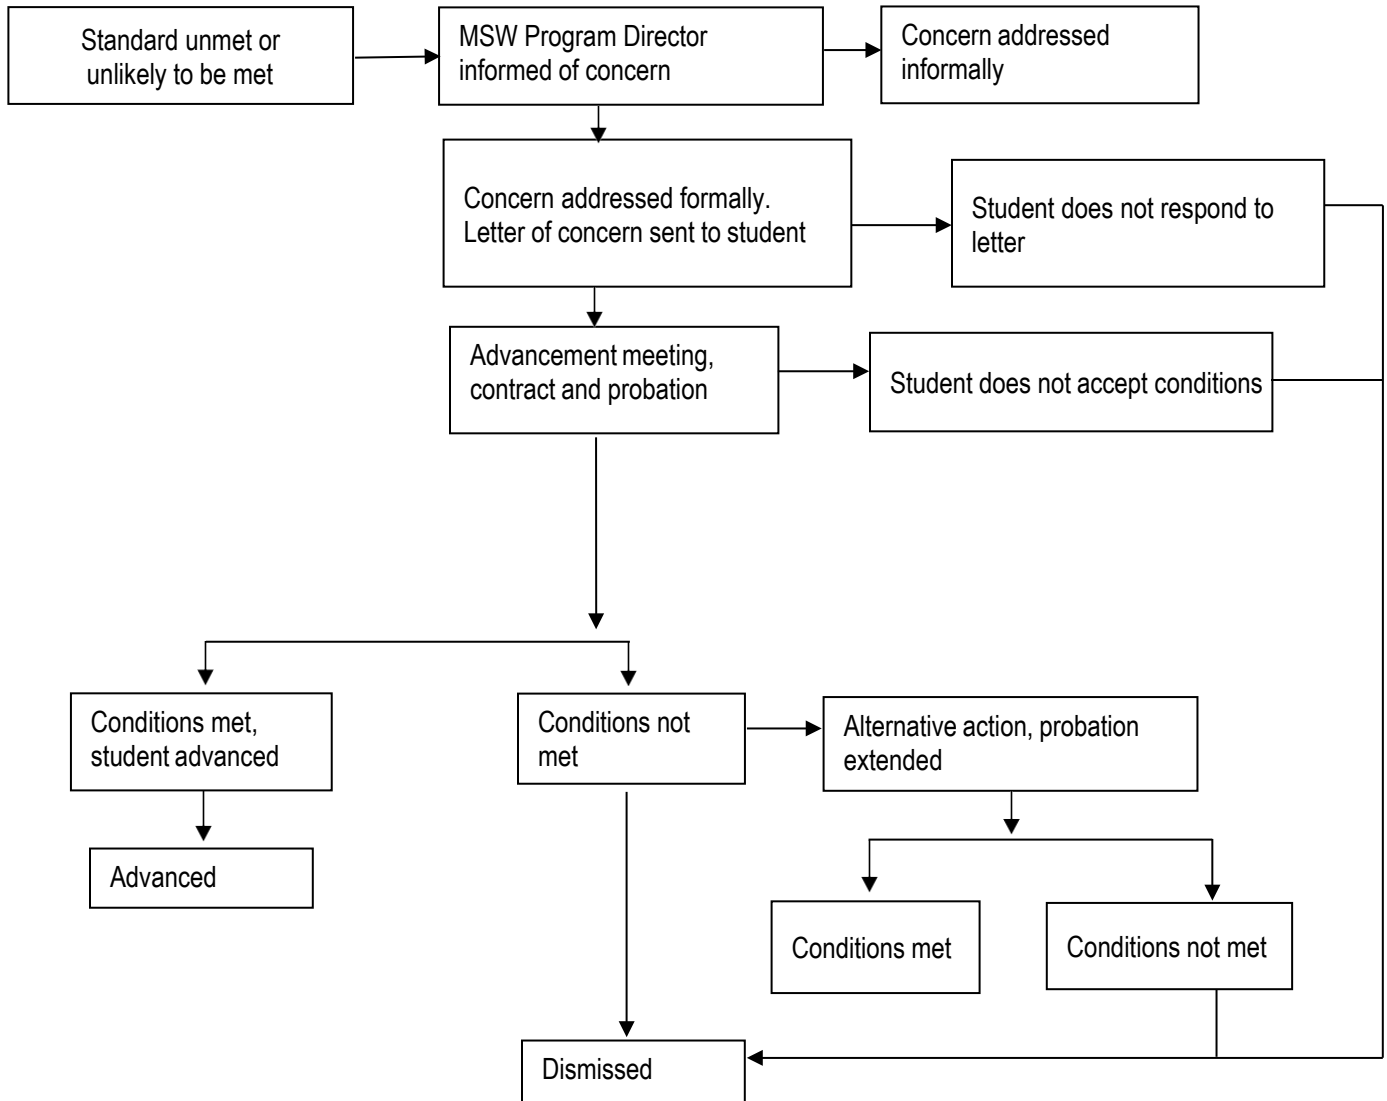 Standard unmet or
unlikely to be met
MSW Program Director
informed of concern
Concern addressed
informally
Concern addressed formally.
Letter of concern sent to student
Student does not respond to
letter
Advancement meeting,
contract and probation
Student does not accept conditions
Conditions met,
student advanced
Conditions not
met
Alternative action, probation
extended
Advanced
Conditions met
Conditions not met
Dismissed